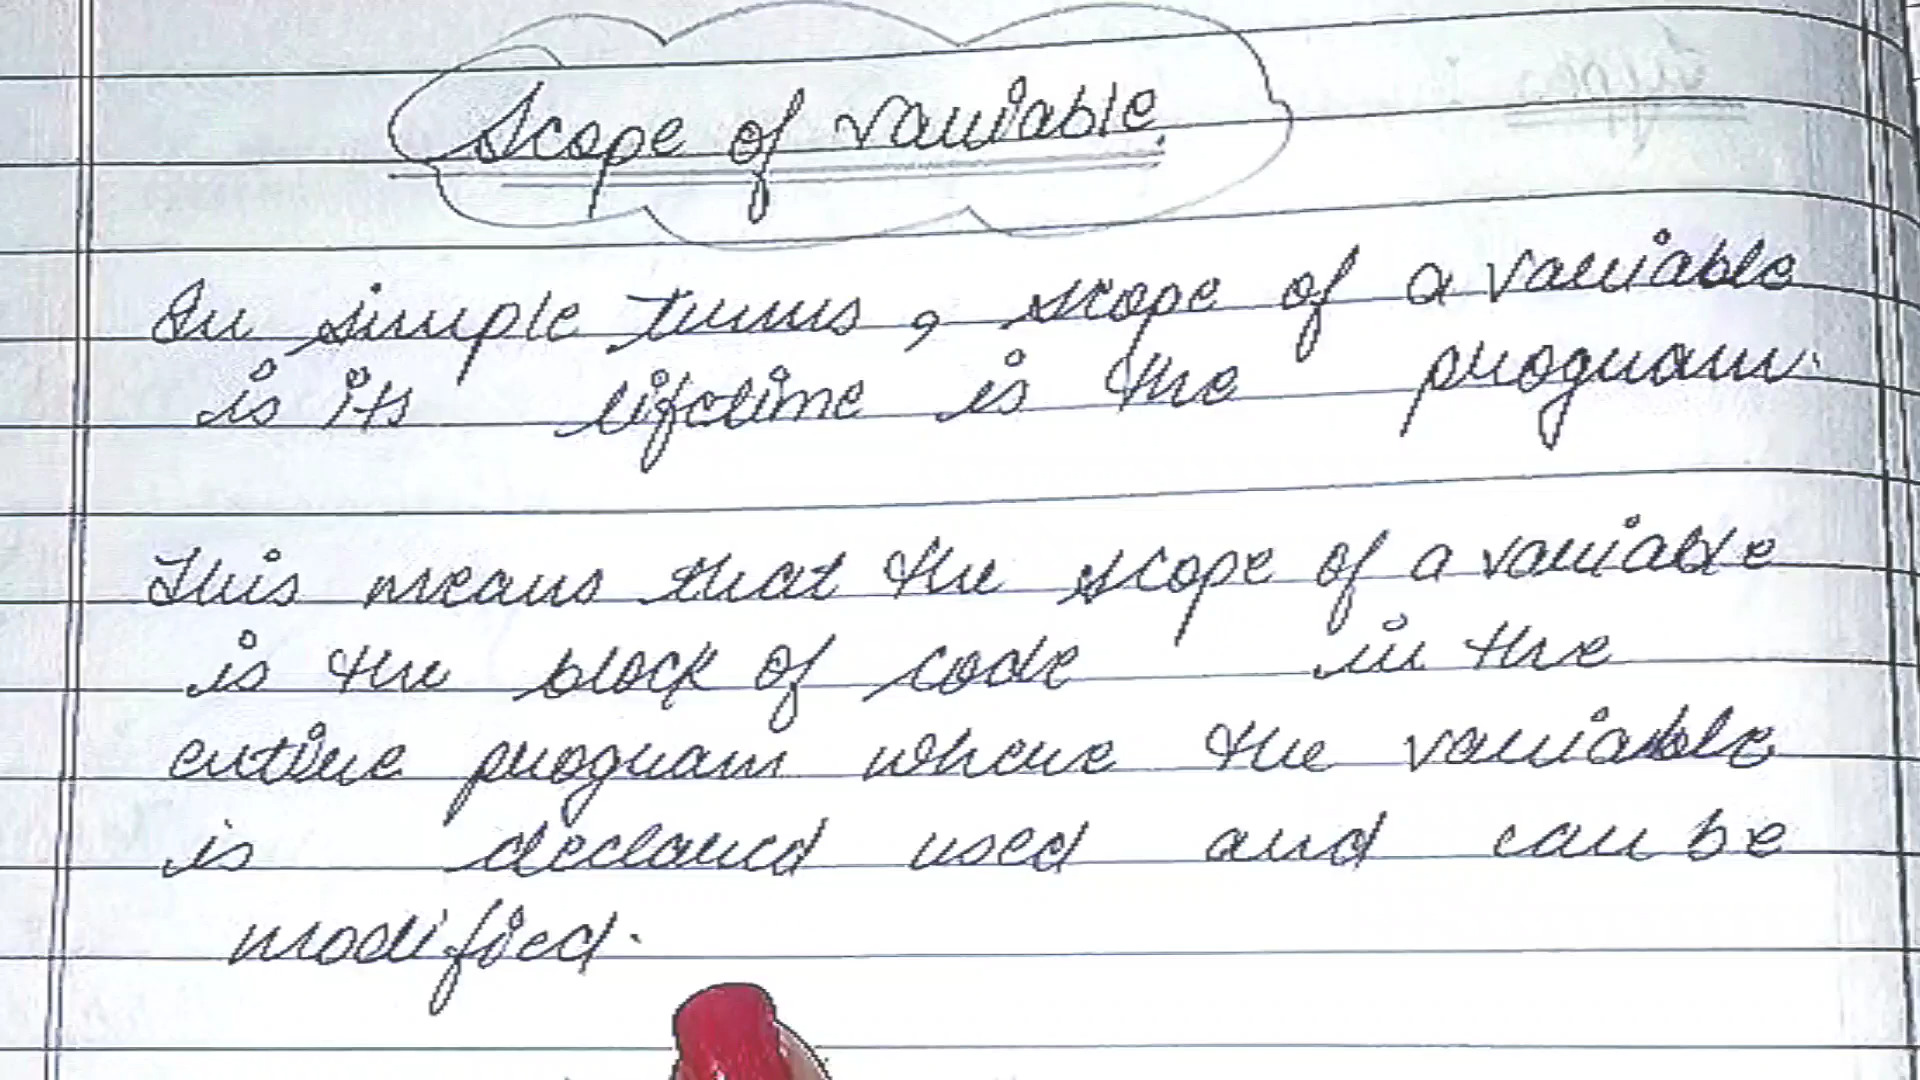 Scope of variable.
In simple terms, scope of a variable
is its lifetime is the program.
This means that the scope of a variable
is the block of code in the
entire program where the variable
is declared used and can be
modified.